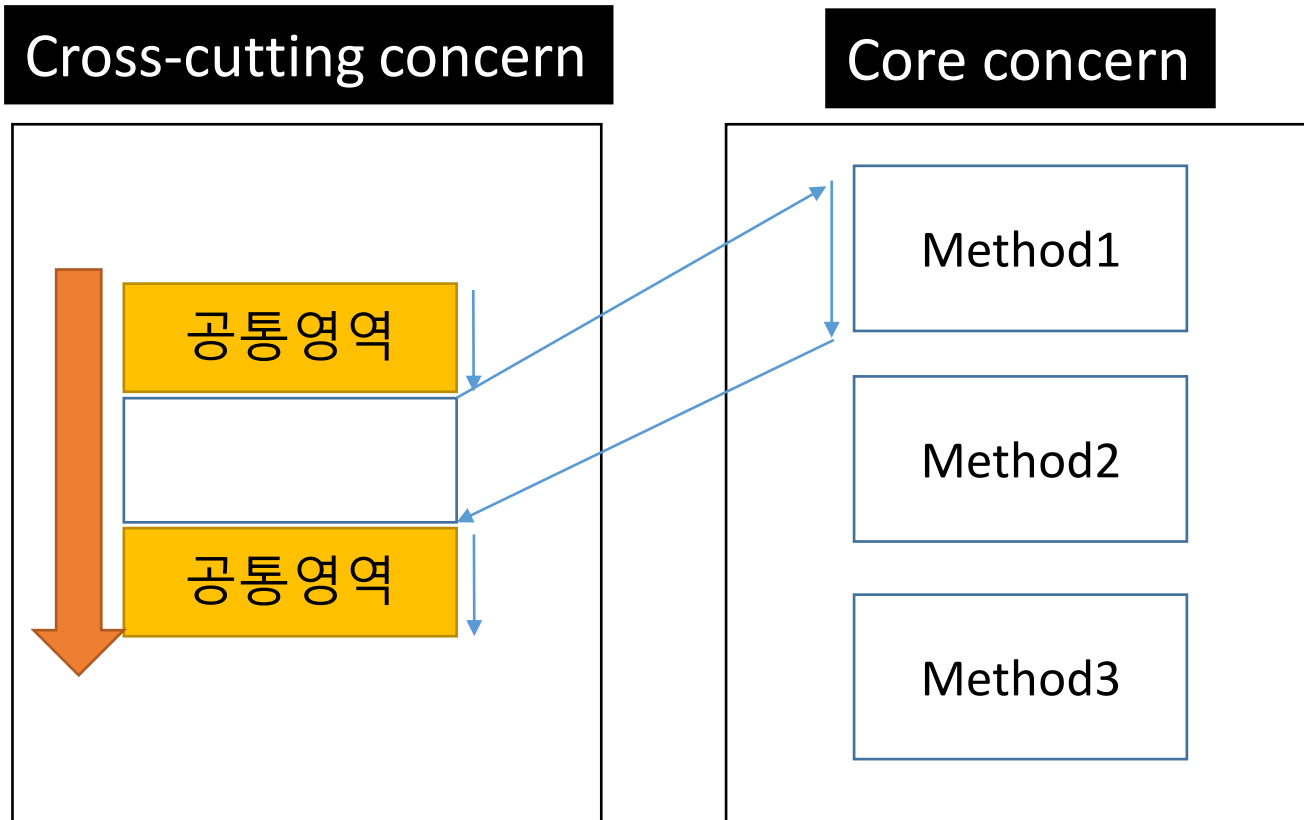 Cross-cutting concern
Core concern
공통영역
공통영역
Method1
Method2
Method3